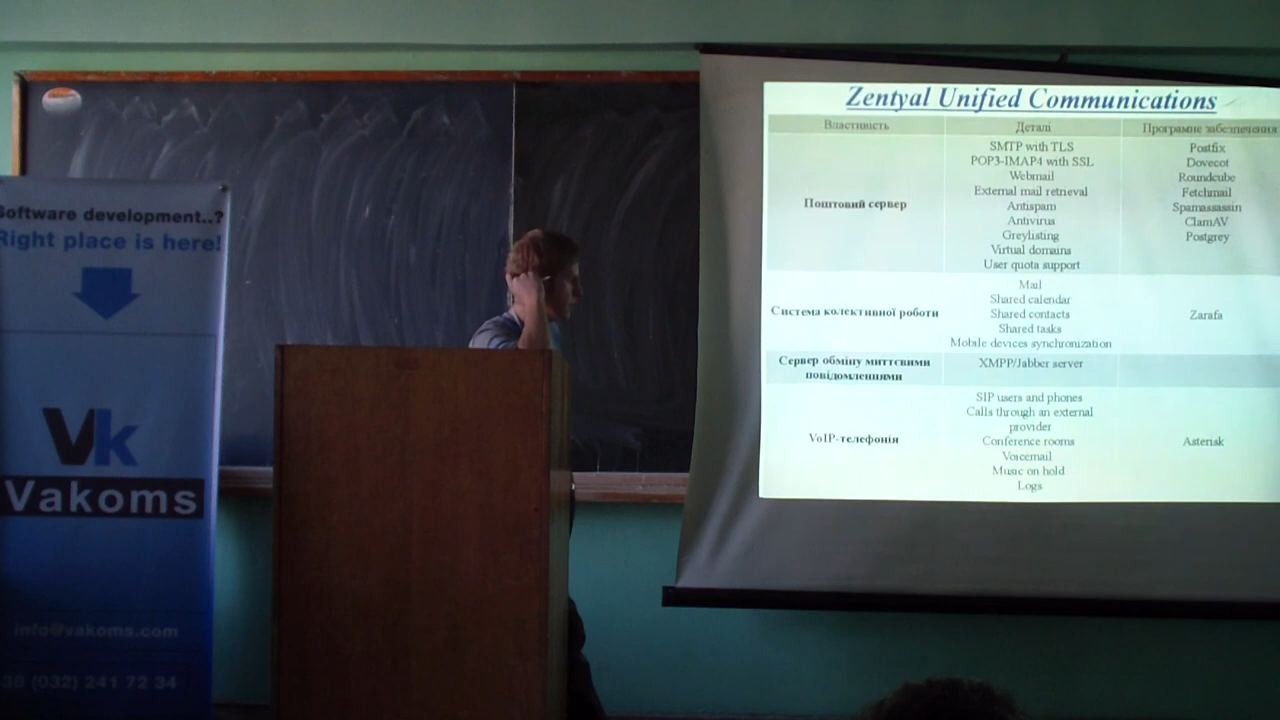 Software development..?
Right place is here!
Vk
Vakoms
info@vakoms.com
38 (032) 241 72 34
Zentyal Unified Communications
Властивість
Деталі
Програмне забезпечення
Поштовий сервер
SMTP with TLS
POP3-IMAP4 with SSL
Webmail
External mail retrieval
Antispam
Antivirus
Greylisting
Virtual domains
User quota support
Postfix
Dovecot
Roundcube
Fetchmail
Spamassassin
ClamAV
Postgrey
Система колективної роботи
Mail
Shared calendar
Shared contacts
Shared tasks
Mobile devices synchronization
Zarafa
Сервер обміну миттєвими
повідомленнями
XMPP/Jabber server
VoIP-телефонія
SIP users and phones
Calls through an external
provider
Conference rooms
Voicemail
Music on hold
Logs
Asterisk